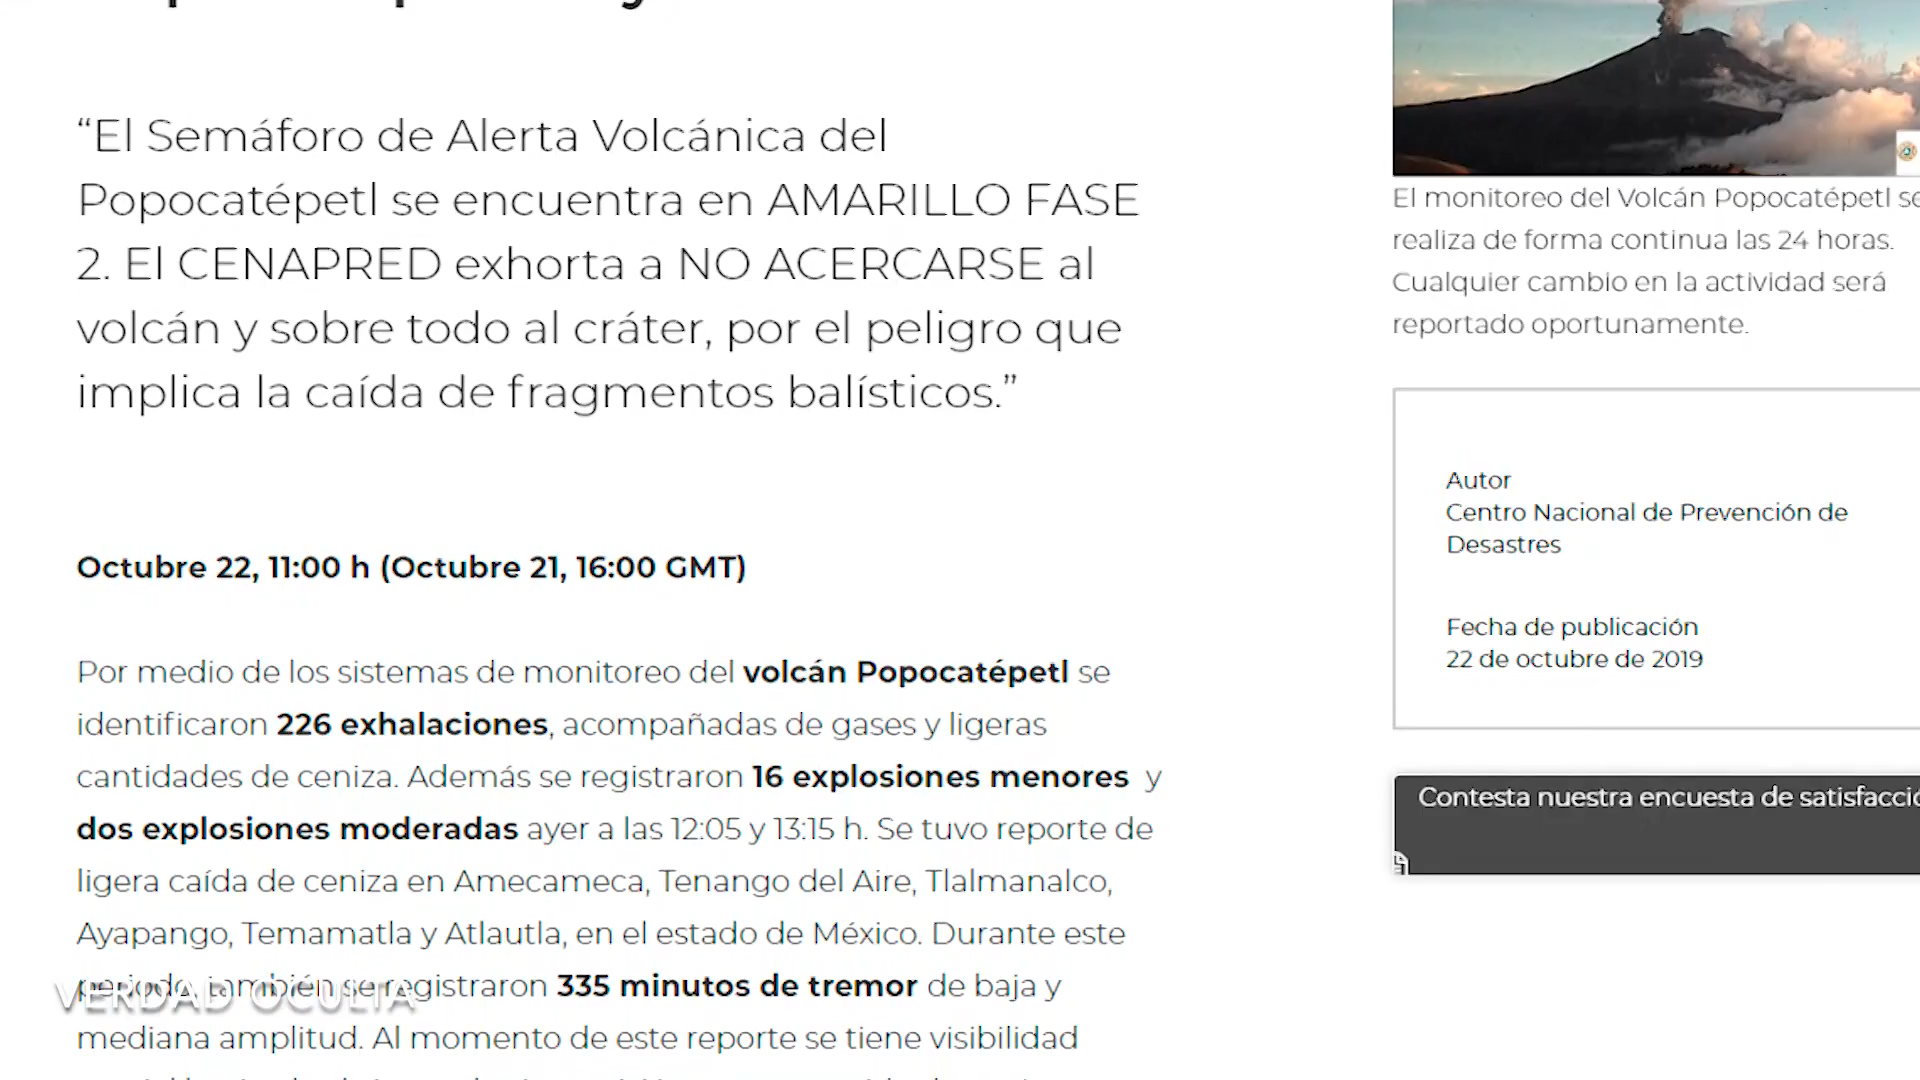 “El Semáforo de Alerta Volcánica del
Popocatépetl se encuentra en AMARILLO FASE
2. El CENAPRED exhorta a NO ACERCARSE al
volcán y sobre todo al cráter, por el peligro que
implica la caída de fragmentos balísticos.”
Octubre 22, 11:00 h (Octubre 21, 16:00 GMT)
Por medio de los sistemas de monitoreo del volcán Popocatépetl se
identificaron 226 exhalaciones, acompañadas de gases y ligeras
cantidades de ceniza. Además se registraron 16 explosiones menores y
dos explosiones moderadas ayer a las 12:05 y 13:15 h. Se tuvo reporte de
ligera caída de ceniza en Amecameca, Tenango del Aire, Tlalmanalco,
Ayapango, Temamatla y Atlautla, en el estado de México. Durante este
periodo, también se registraron 335 minutos de tremor de baja y
mediana amplitud. Al momento de este reporte se tiene visibilidad
VERDAD OCULTA
El monitoreo del Volcán Popocatépetl se
realiza de forma continua las 24 horas.
Cualquier cambio en la actividad será
reportado oportunamente.
Autor
Centro Nacional de Prevención de
Desastres
Fecha de publicación
22 de octubre de 2019
Contesta nuestra encuesta de satisfacció